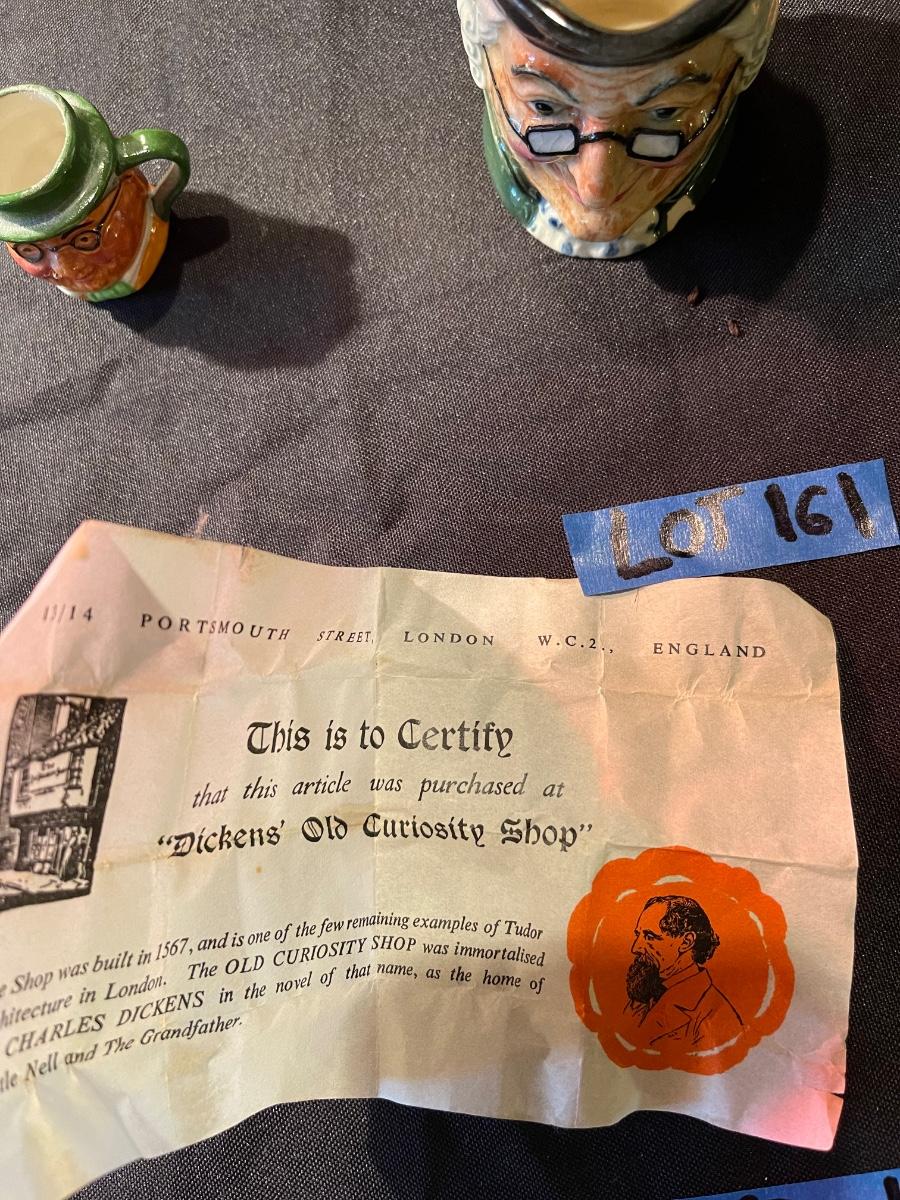 LOT 161
13/14 PORTSMOUTH STREET, LONDON W.C.2., ENGLAND
This is to Certify
that this article was purchased at
“Dickens' Old Curiosity Shop”
e Shop was built in 1567, and is one of the few remaining examples of Tudor
hitecture in London. The OLD CURIOSITY SHOP was immortalised
CHARLES DICKENS in the novel of that name, as the home of
tle Nell and The Grandfather.